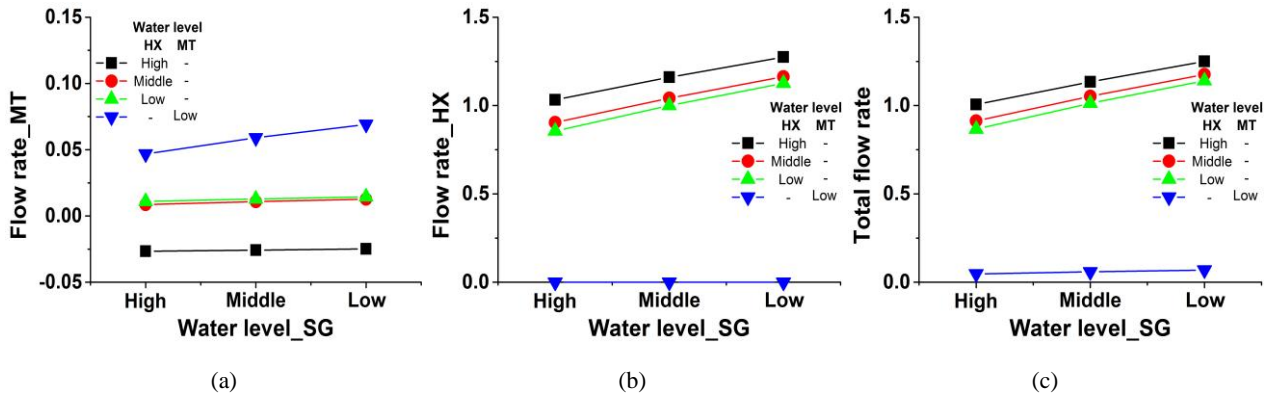 Flow rate_MT
0.15
0.10
0.05
0.00
-0.05
Water level
HX MT
High -
Middle -
Low -
- Low
High Middle Low
Water level_SG
(a)
Flow rate_HX
1.5
1.0
0.5
0.0
Water level
HX MT
High -
Middle -
Low -
- Low
High Middle Low
Water level_SG
(b)
Total flow rate
1.5
1.0
0.5
0.0
Water level
HX MT
High -
Middle -
Low -
- Low
High Middle Low
Water level_SG
(c)